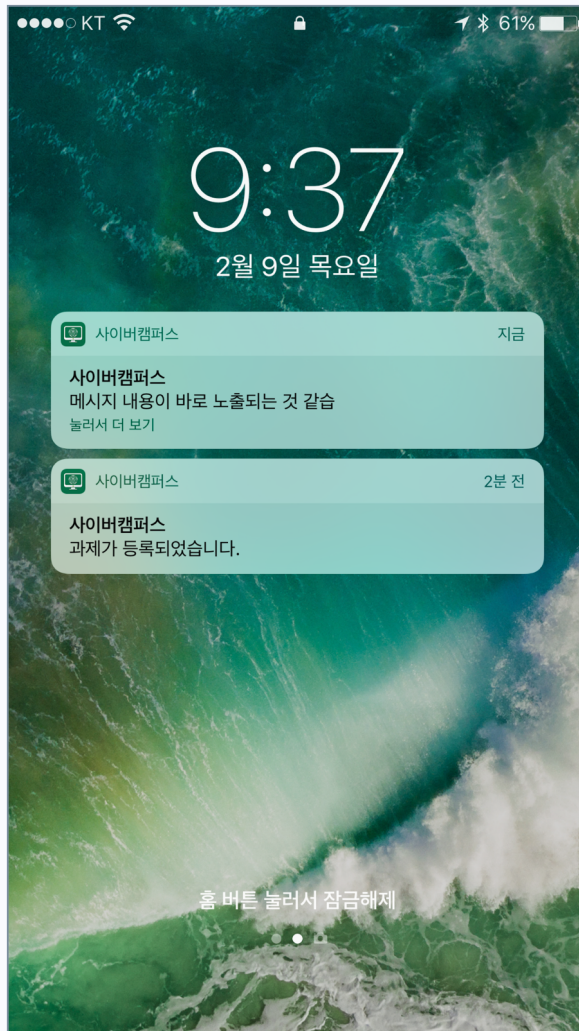 KT 61%
9:37
2월 9일 목요일
사이버캠퍼스 지금
사이버캠퍼스
메시지 내용이 바로 노출되는 것 같습
눌러서 더 보기
사이버캠퍼스 2분 전
사이버캠퍼스
과제가 등록되었습니다.
홈 버튼 눌러서 잠금해제